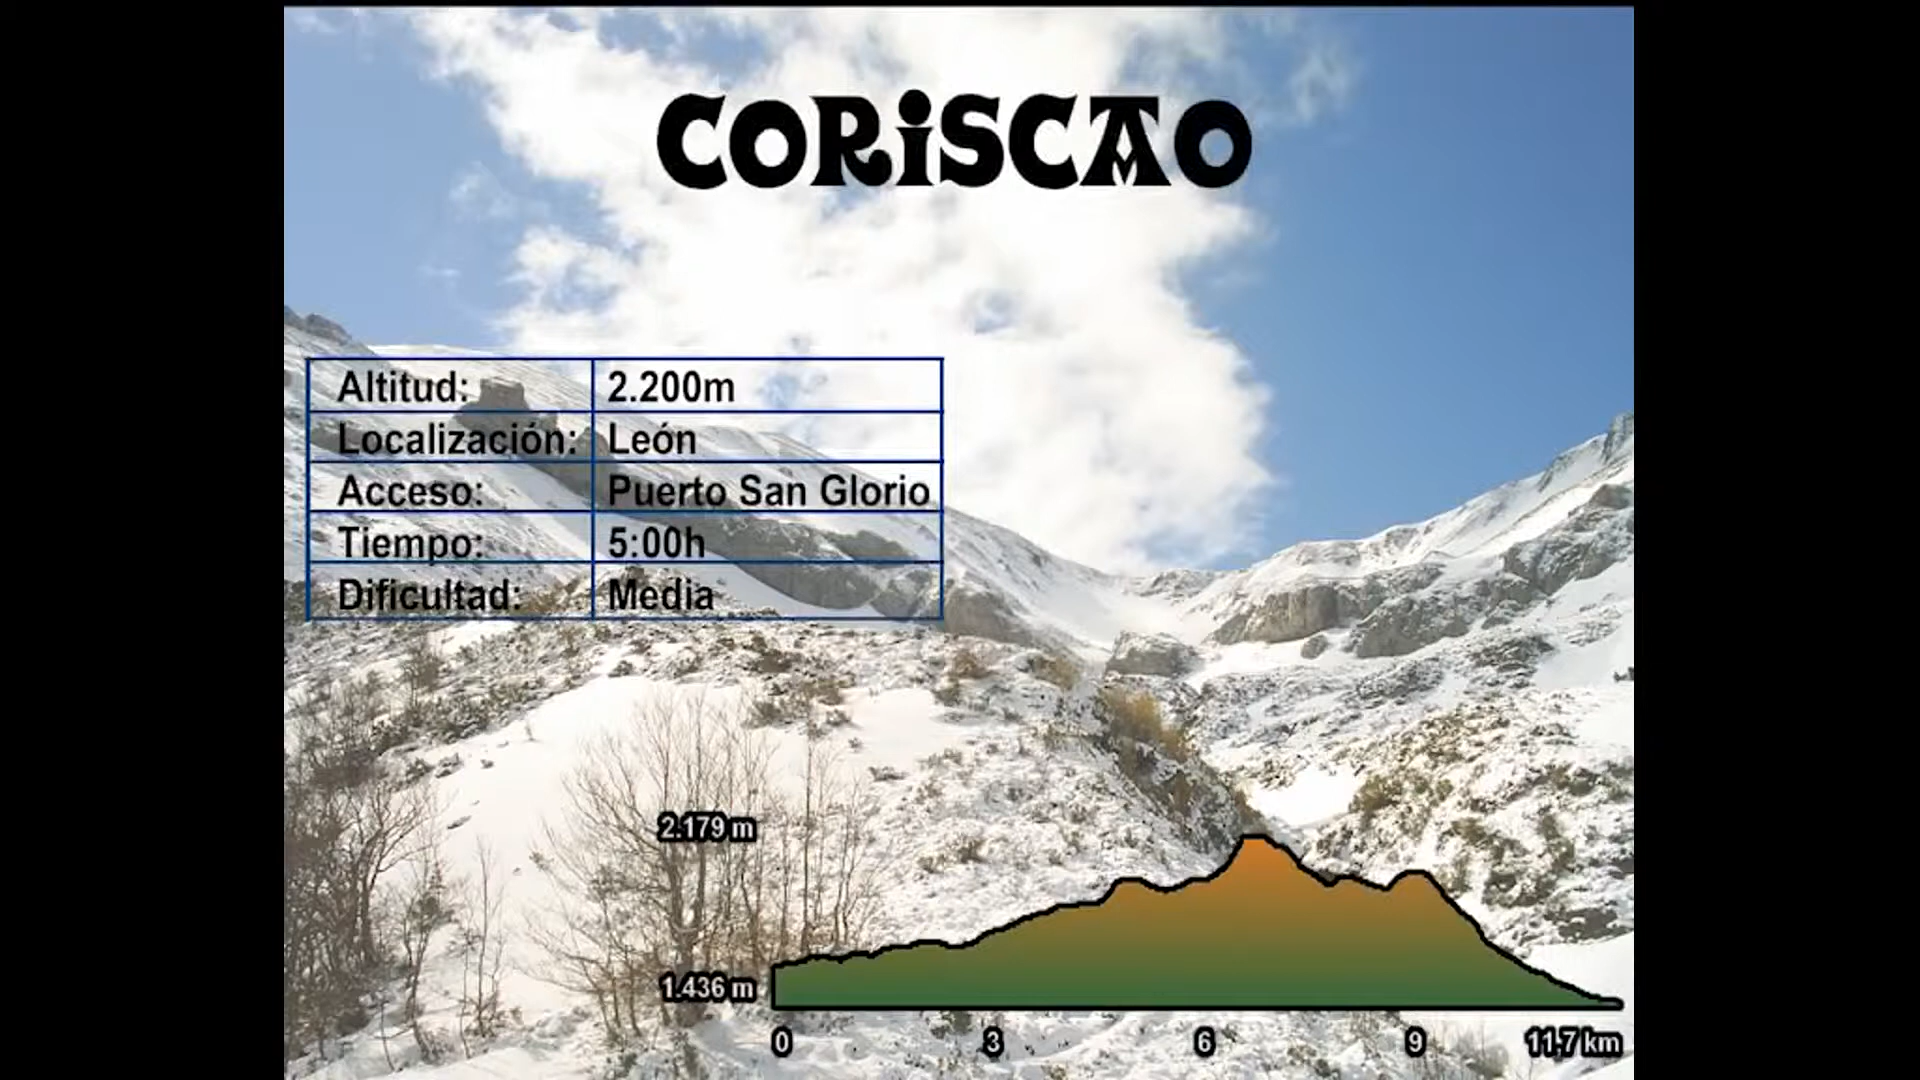 CORiSCAO
Altitud: 2.200m
Localización: León
Acceso: Puerto San Glorio
Tiempo: 5:00h
Dificultad: Media
2.179 m
1.436 m
0 3 6 9 11,7 km